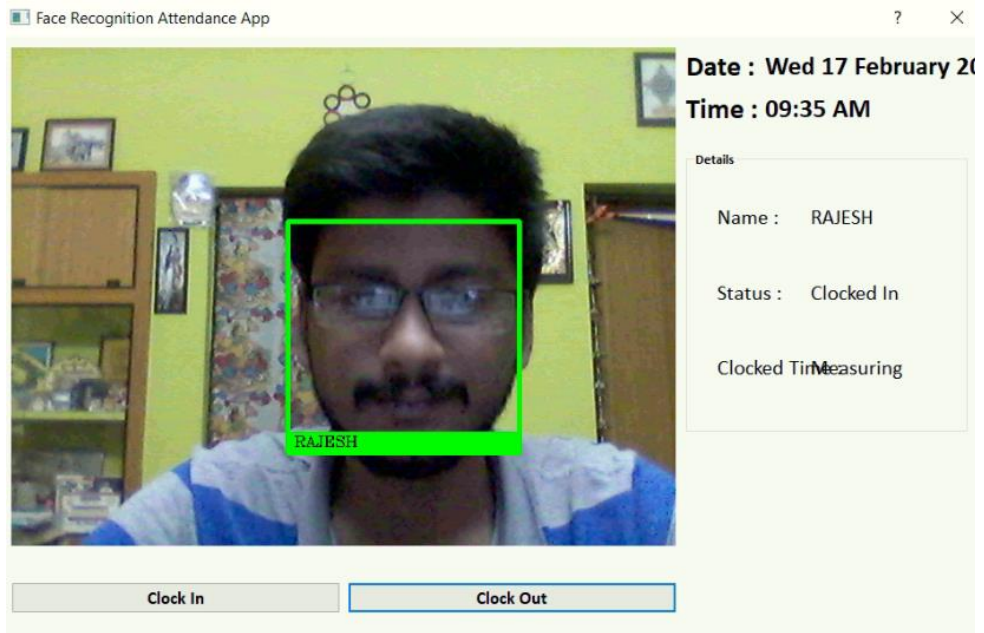 Face Recognition Attendance App
?
Date : Wed 17 February 20
Time : 09:35 AM
Details
Name : RAJESH
Status : Clocked In
Clocked Time : Measuring
RAJESH
Clock In
Clock Out